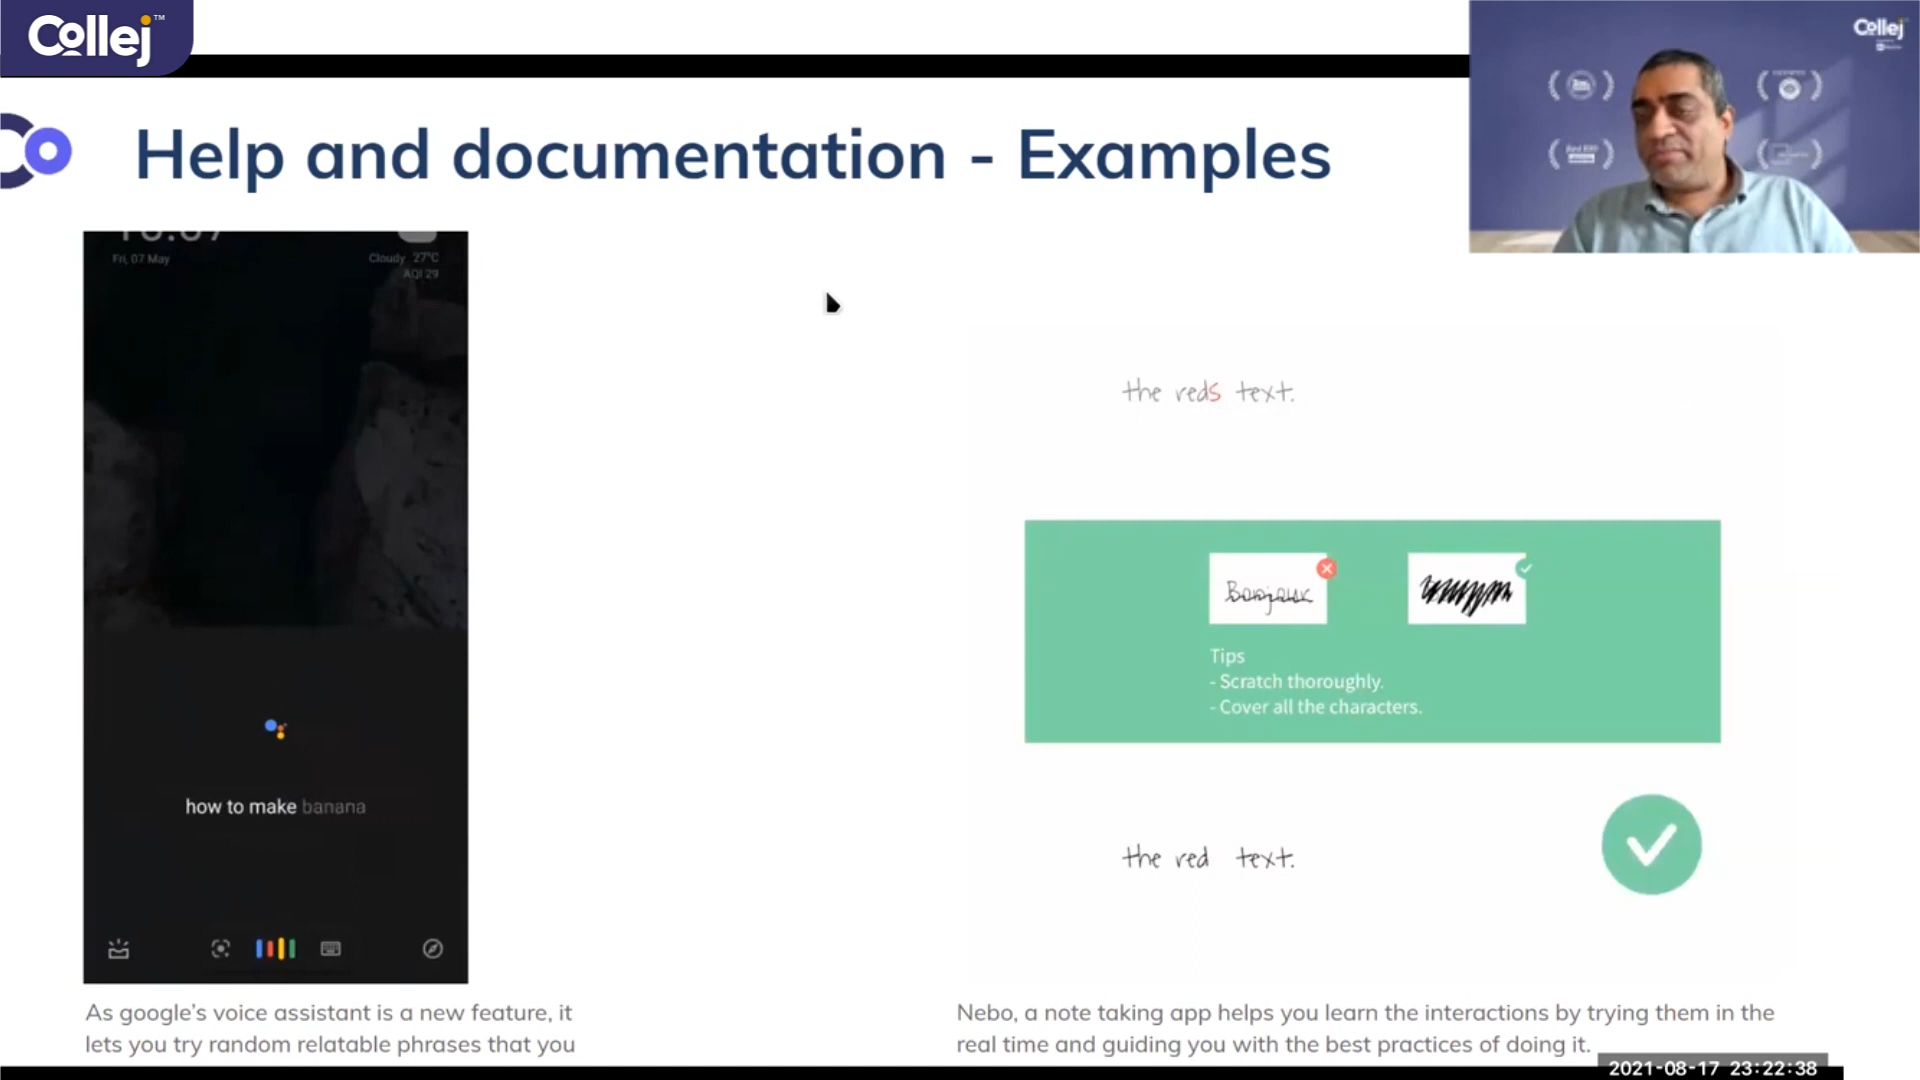 Collej™
Collej
Help and documentation - Examples
Fri, 07 May
Cloudy 27°C
AQI 29
how to make banana
the reds text.
Bonjour
Tips
- Scratch thoroughly.
- Cover all the characters.
the red text.
As google's voice assistant is a new feature, it
lets you try random relatable phrases that you
Nebo, a note taking app helps you learn the interactions by trying them in the
real time and guiding you with the best practices of doing it.
2021-08-17 23:22:38